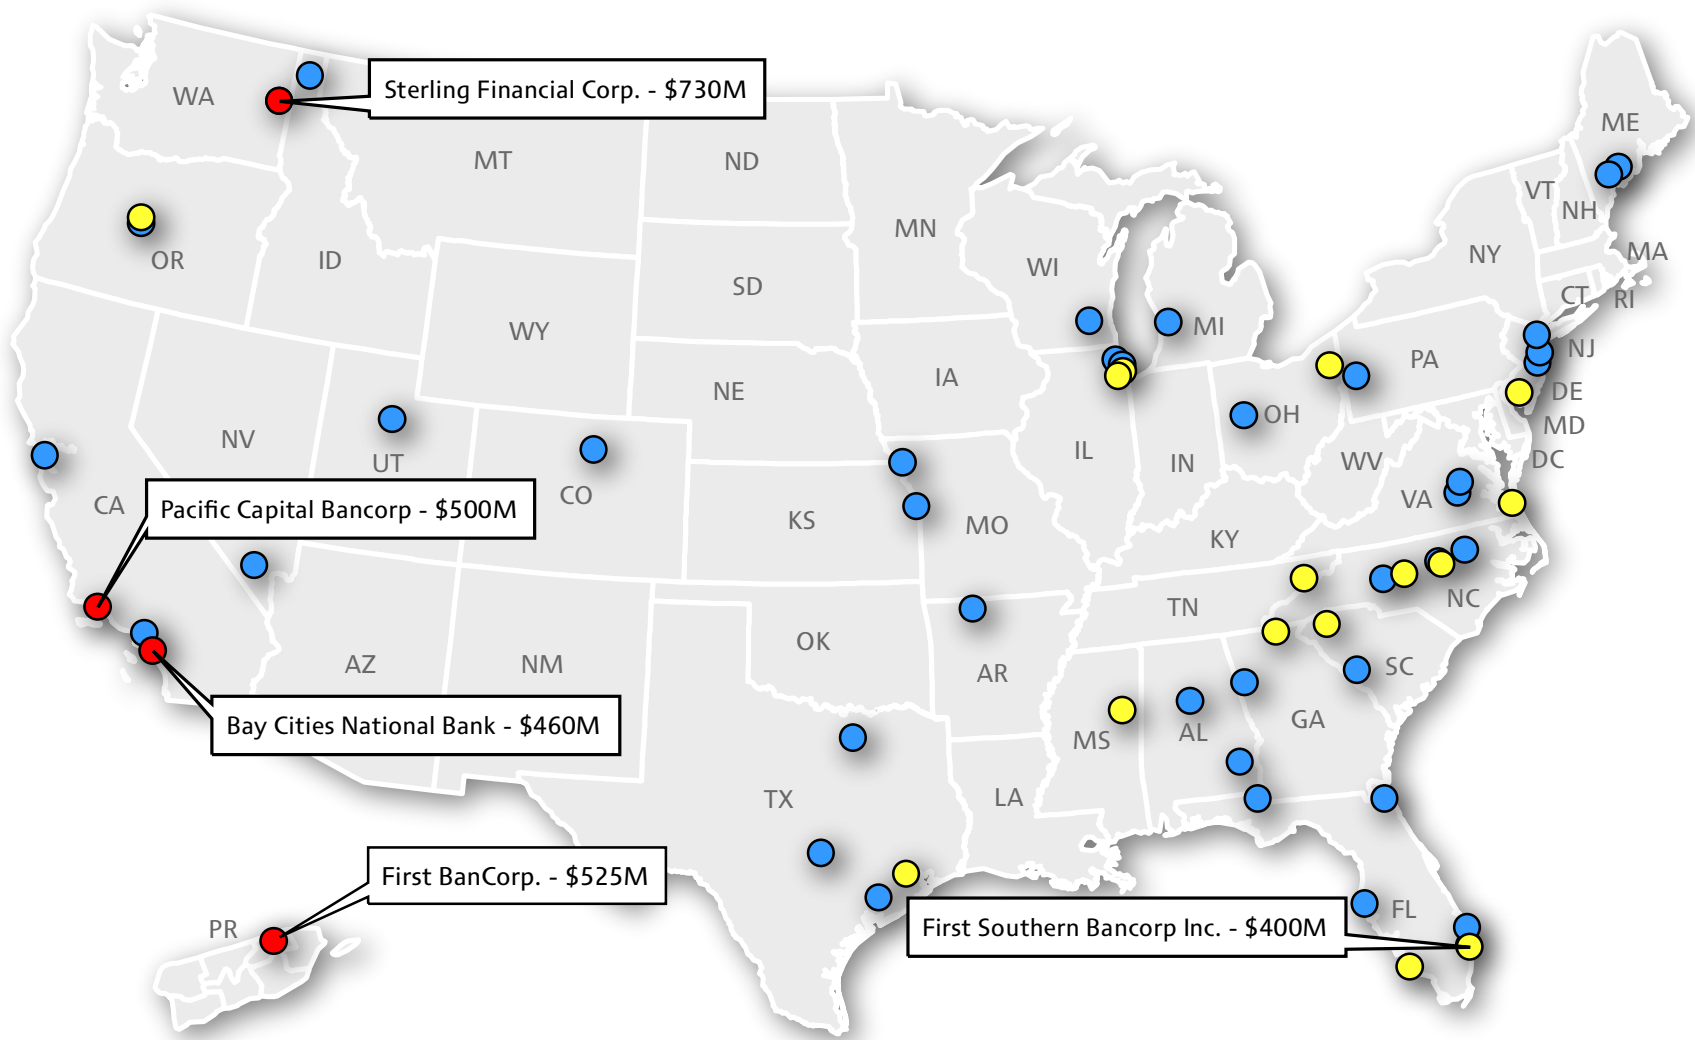 Sterling Financial Corp. - $730M
WA
MT
ND
ME
VT
NH
OR
ID
MN
WI
NY
MA
SD
CT
RI
WY
MI
NJ
IA
PA
NE
DE
OH
MD
NV
UT
IL
IN
WV
DC
CA
CO
VA
Pacific Capital Bancorp - $500M
KS
MO
KY
NC
TN
OK
AZ
NM
AR
SC
GA
Bay Cities National Bank - $460M
MS
AL
TX
LA
First BanCorp. - $525M
FL
PR
First Southern Bancorp Inc. - $400M